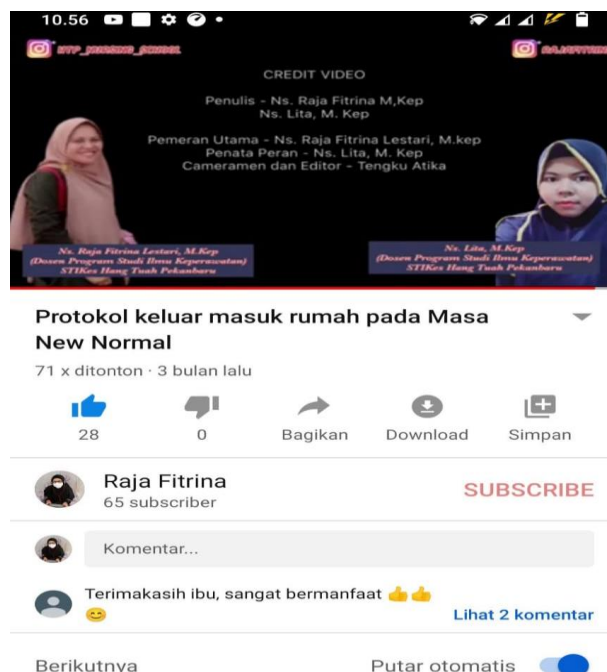 10.56
HTP_NURSING_SCHOOL
CREDIT VIDEO
Penulis - Ns. Raja Fitrina M,Kep
Ns. Lita, M. Kep
Pemeran Utama - Ns. Raja Fitrina Lestari, M.kep
Penata Peran - Ns. Lita, M. Kep
Cameramen dan Editor - Tengku Atika
Ns. Raja Fitrina Lestari, M.Kep
(Dosen Program Studi Ilmu Keperawatan)
STIKes Hang Tuah Pekanbaru
Ns. Lita, M.Kep
(Dosen Program Studi Ilmu Keperawatan)
STIKes Hang Tuah Pekanbaru
Protokol keluar masuk rumah pada Masa
New Normal
71 x ditonton · 3 bulan lalu
28 0 Bagikan Download Simpan
Raja Fitrina
65 subscriber
SUBSCRIBE
Komentar...
Terimakasih ibu, sangat bermanfaat 👍👍
😊
Lihat 2 komentar
Berikutnya Putar otomatis